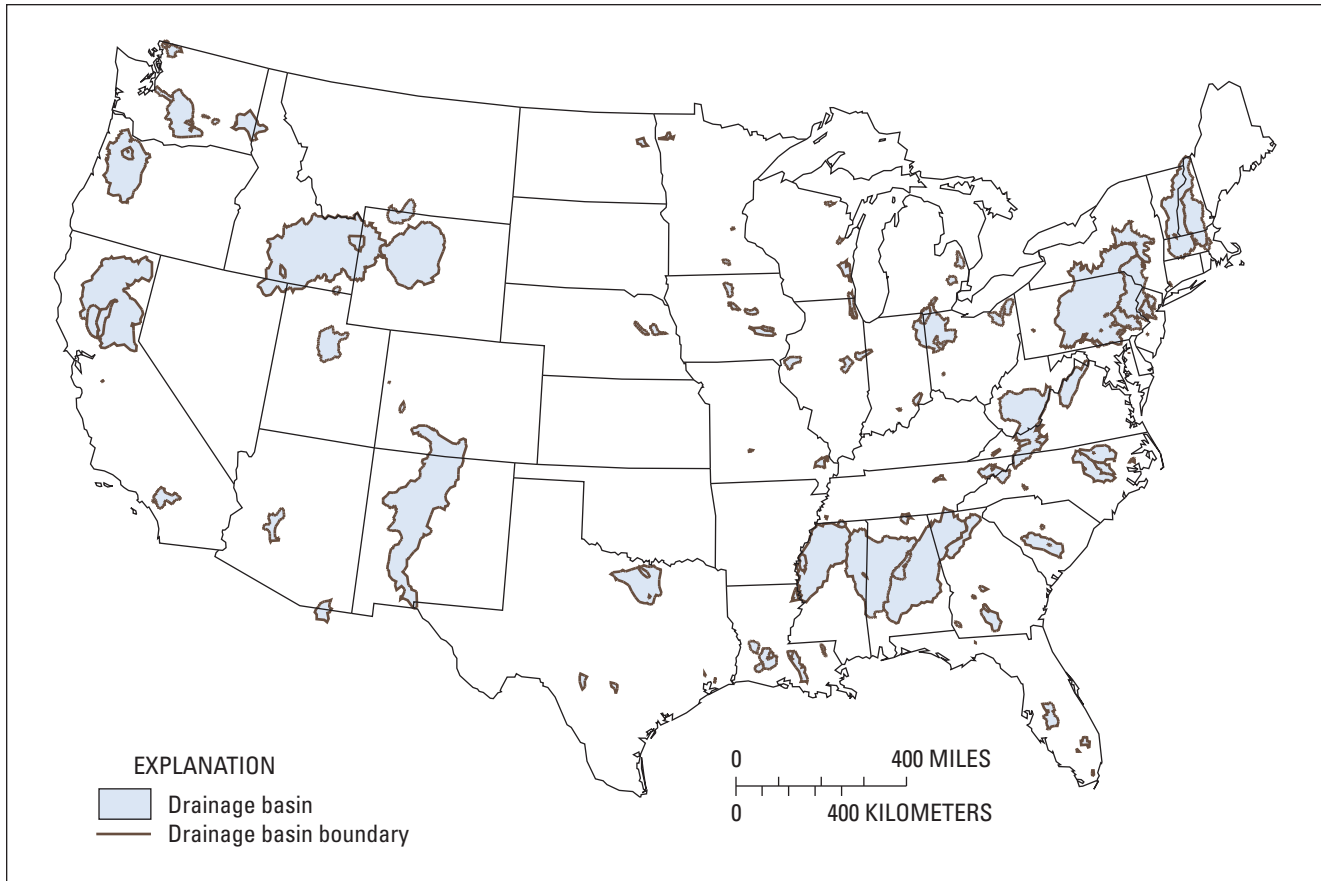 EXPLANATION
Drainage basin
Drainage basin boundary
0 400 MILES
0 400 KILOMETERS